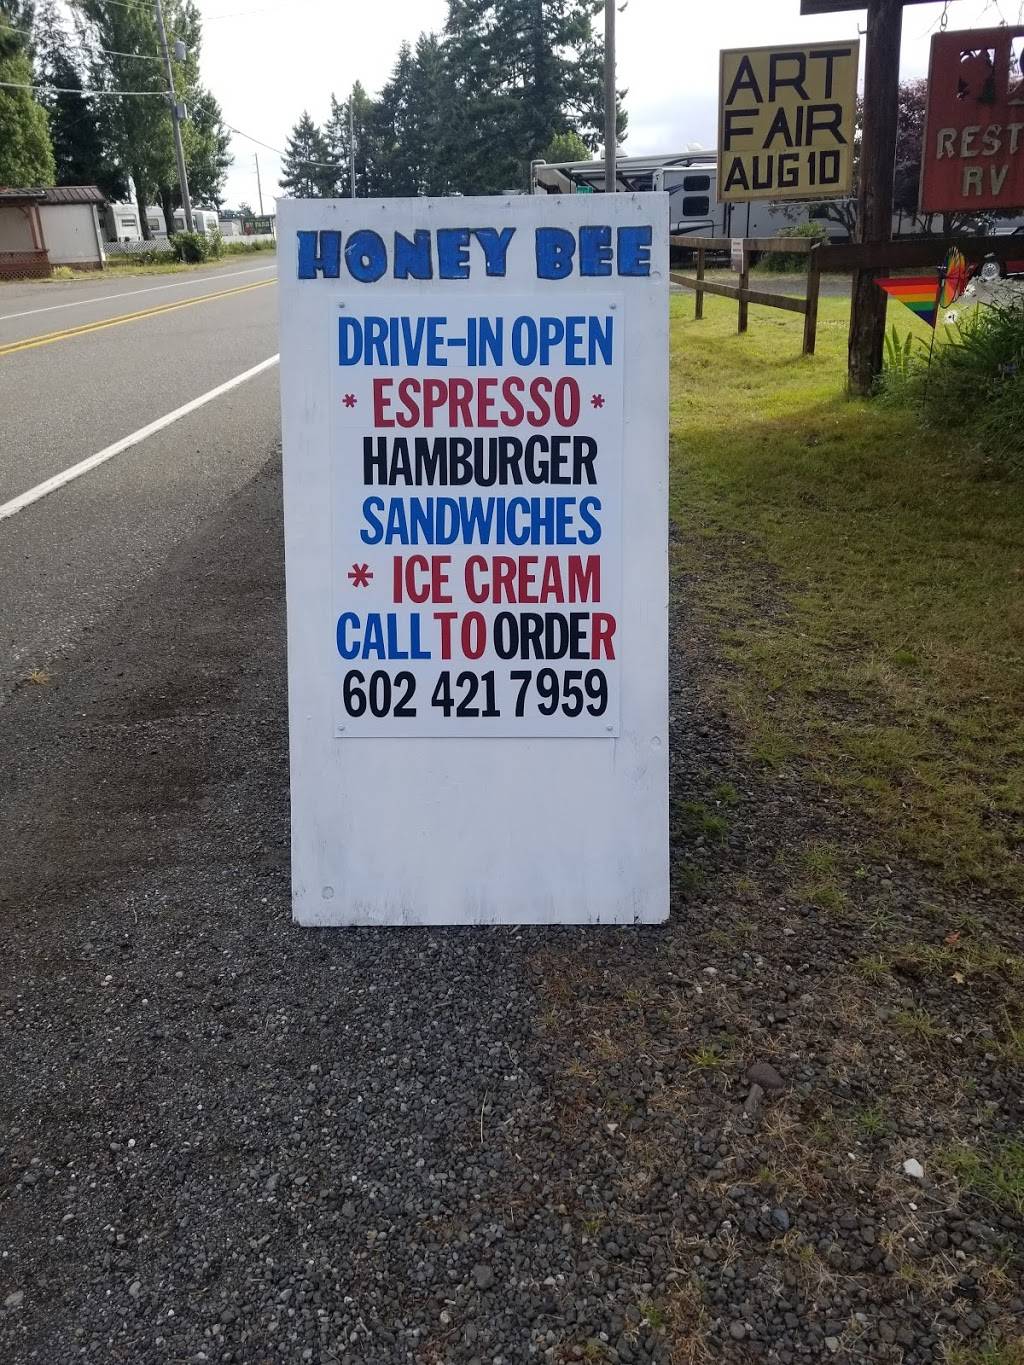 HONEY BEE
DRIVE-IN OPEN
* ESPRESSO *
HAMBURGER
SANDWICHES
* ICE CREAM
CALL TO ORDER
602 421 7959
ART
FAIR
AUG 10
REST
RV